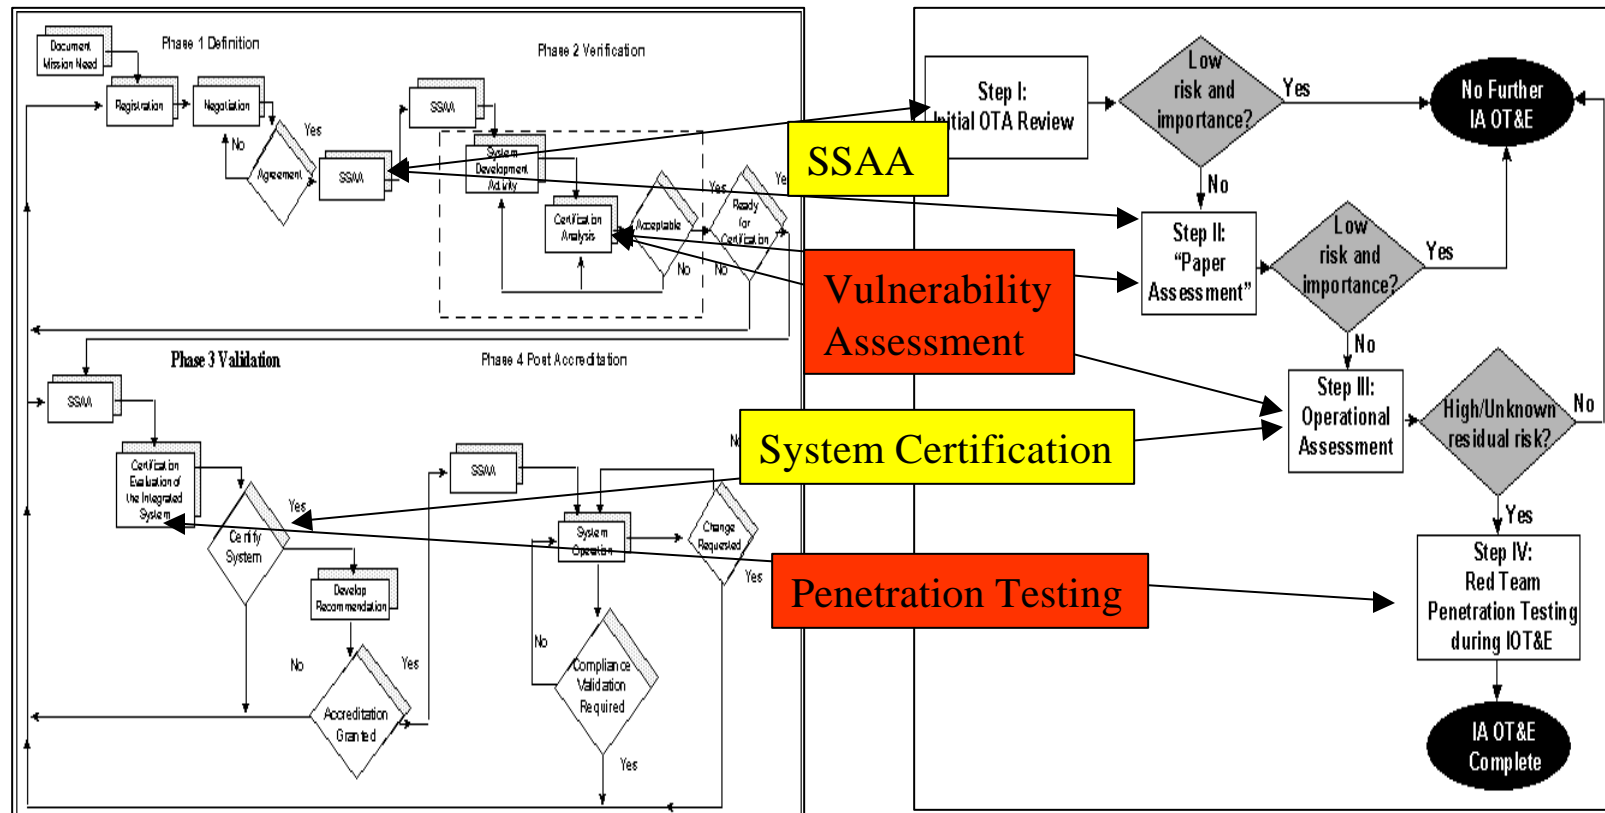 Phase 1 Definition
Phase 2 Verification
Document
Mission Need
Registration
Negotiation
SSAA
Yes
No
Agreement
SSAA
System
Development
Activity
Certification
Analysis
Acceptable
No
Yes
Ready
for
Certification
No
Phase 3 Validation
Phase 4 Post Accreditation
SSAA
Certification
Evaluation of
the Integrated
System
Yes
Certify
System
Develop
Recommendation
No
Yes
Accreditation
Granted
SSAA
System
Operation
Change
Requested
Yes
No
Compliance
Validation
Required
Yes
SSAA
Vulnerability
Assessment
System Certification
Penetration Testing
Step I:
Initial OTA Review
Low
risk and
importance?
Yes
No Further
IA OT&E
No
Step II:
“Paper
Assessment”
Low
risk and
importance?
Yes
No
Step III:
Operational
Assessment
High/Unknown
residual risk?
No
Yes
Step IV:
Red Team
Penetration Testing
during IOT&E
IA OT&E
Complete